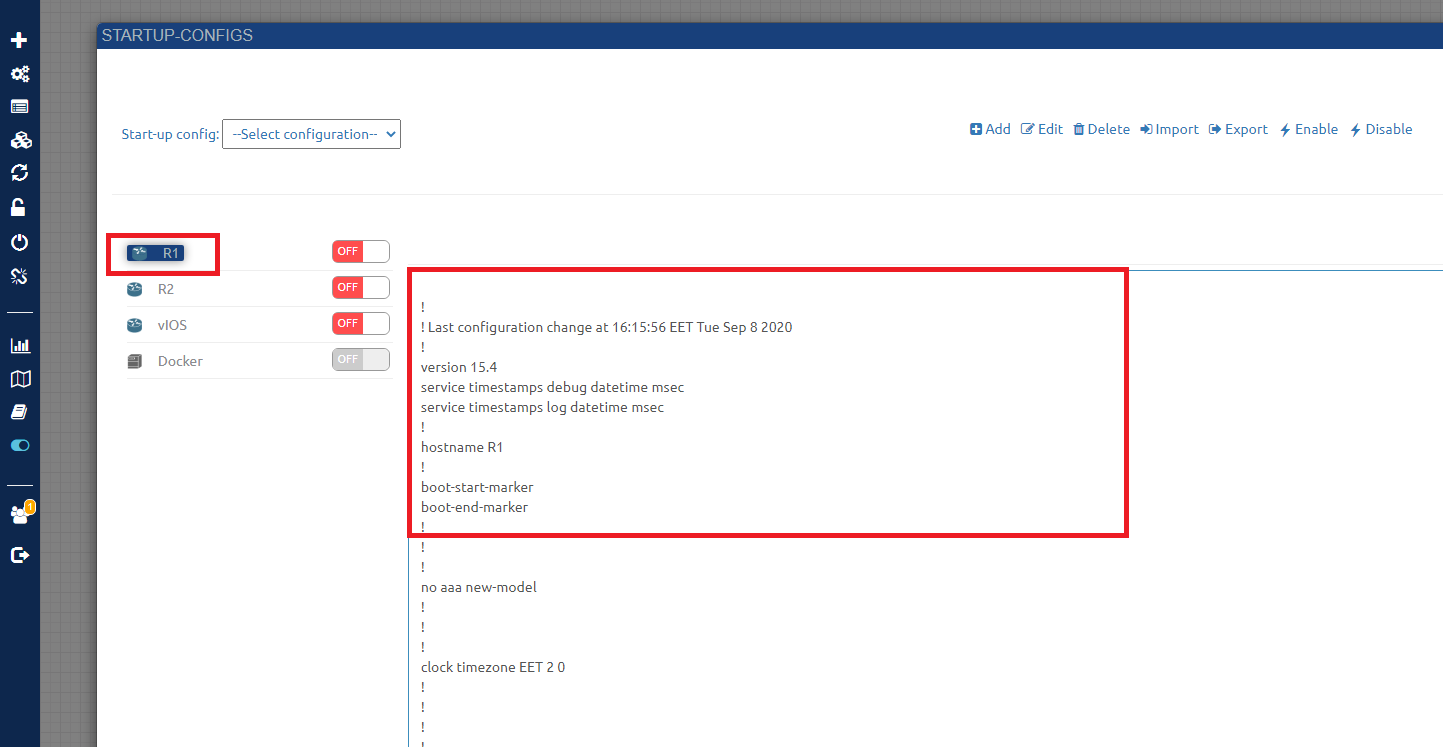 STARTUP-CONFIGS
Start-up config: --Select configuration--
Add Edit Delete Import Export Enable Disable
R1 OFF
R2 OFF
vIOS OFF
Docker OFF
!
! Last configuration change at 16:15:56 EET Tue Sep 8 2020
!
version 15.4
service timestamps debug datetime msec
service timestamps log datetime msec
!
hostname R1
!
boot-start-marker
boot-end-marker
!
!
!
no aaa new-model
!
!
!
clock timezone EET 2 0
!
!
!
!
1